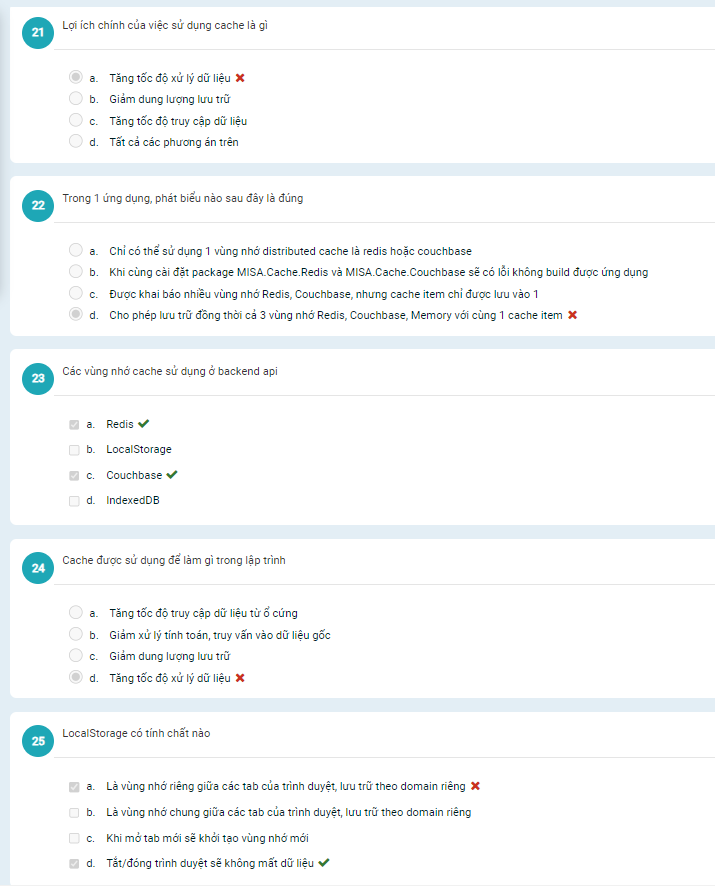 21 Lợi ích chính của việc sử dụng cache là gì
a. Tăng tốc độ xử lý dữ liệu
b. Giảm dung lượng lưu trữ
c. Tăng tốc độ truy cập dữ liệu
d. Tất cả các phương án trên
22 Trong 1 ứng dụng, phát biểu nào sau đây là đúng
a. Chỉ có thể sử dụng 1 vùng nhớ distributed cache là redis hoặc couchbase
b. Khi cùng cài đặt package MISA.Cache.Redis và MISA.Cache.Couchbase sẽ có lỗi không build được ứng dụng
c. Được khai báo nhiều vùng nhớ Redis, Couchbase, nhưng cache item chỉ được lưu vào 1
d. Cho phép lưu trữ đồng thời cả 3 vùng nhớ Redis, Couchbase, Memory với cùng 1 cache item
23 Các vùng nhớ cache sử dụng ở backend api
a. Redis
b. LocalStorage
c. Couchbase
d. IndexedDB
24 Cache được sử dụng để làm gì trong lập trình
a. Tăng tốc độ truy cập dữ liệu từ ổ cứng
b. Giảm xử lý tính toán, truy vấn vào dữ liệu gốc
c. Giảm dung lượng lưu trữ
d. Tăng tốc độ xử lý dữ liệu
25 LocalStorage có tính chất nào
a. Là vùng nhớ riêng giữa các tab của trình duyệt, lưu trữ theo domain riêng
b. Là vùng nhớ chung giữa các tab của trình duyệt, lưu trữ theo domain riêng
c. Khi mở tab mới sẽ khởi tạo vùng nhớ mới
d. Tắt/đóng trình duyệt sẽ không mất dữ liệu